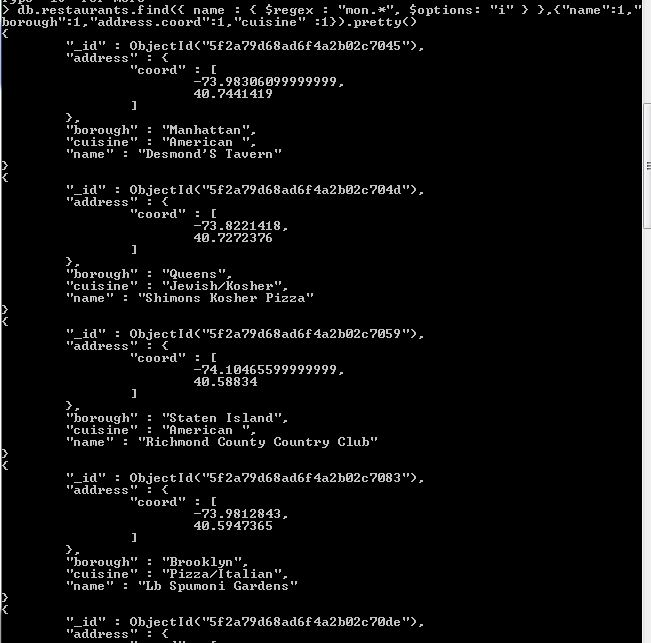 > db.restaurants.find({ name : { $regex : "mon.*", $options: "i" } },{"name":1,"
borough":1,"address.coord":1,"cuisine" :1}).pretty()
{
"_id" : ObjectId("5f2a79d68ad6f4a2b02c7045"),
"address" : {
"coord" : [
-73.98306099999999,
40.7441419
]
},
"borough" : "Manhattan",
"cuisine" : "American ",
"name" : "Desmond'S Tavern"
}
{
"_id" : ObjectId("5f2a79d68ad6f4a2b02c704d"),
"address" : {
"coord" : [
-73.8221418,
40.7272376
]
},
"borough" : "Queens",
"cuisine" : "Jewish/Kosher",
"name" : "Shimons Kosher Pizza"
}
{
"_id" : ObjectId("5f2a79d68ad6f4a2b02c7059"),
"address" : {
"coord" : [
-74.10465599999999,
40.58834
]
},
"borough" : "Staten Island",
"cuisine" : "American ",
"name" : "Richmond County Country Club"
}
{
"_id" : ObjectId("5f2a79d68ad6f4a2b02c7083"),
"address" : {
"coord" : [
-73.9812843,
40.5947365
]
},
"borough" : "Brooklyn",
"cuisine" : "Pizza/Italian",
"name" : "Lb Spumoni Gardens"
}
{
"_id" : ObjectId("5f2a79d68ad6f4a2b02c70de"),
"address" : {